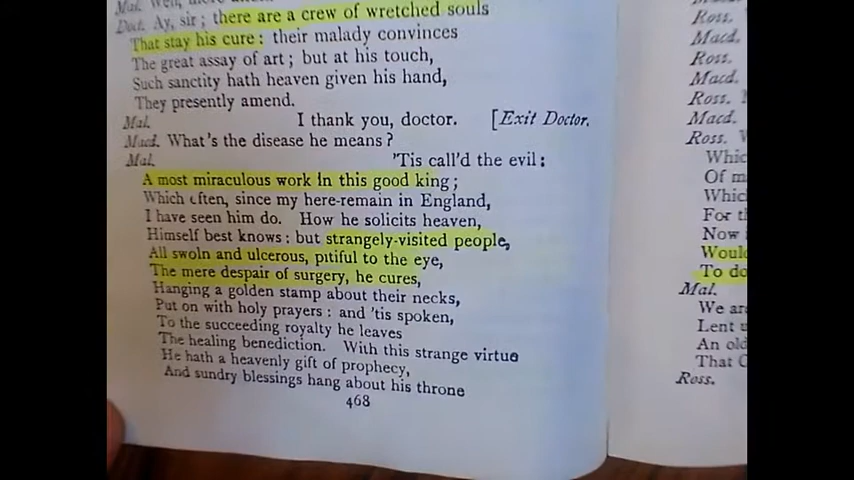 Doct. Ay, sir; there are a crew of wretched souls
That stay his cure: their malady convinces
The great assay of art; but at his touch,
Such sanctity hath heaven given his hand,
They presently amend.
Mal. I thank you, doctor. [Exit Doctor.
Macd. What's the disease he means?
Mal. 'Tis call'd the evil:
A most miraculous work in this good king;
Which often, since my here-remain in England,
I have seen him do. How he solicits heaven,
Himself best knows: but strangely-visited people,
All swoln and ulcerous, pitiful to the eye,
The mere despair of surgery, he cures,
Hanging a golden stamp about their necks,
Put on with holy prayers: and 'tis spoken,
To the succeeding royalty he leaves
The healing benediction. With this strange virtue
He hath a heavenly gift of prophecy,
And sundry blessings hang about his throne
468
Ross.
Macd.
Ross.
Macd.
Ross.
Macd.
Ross.
Whic
Of m
Which
For th
Now
Would
To do
Mal.
We are
Lent u
An old
That C
Ross.